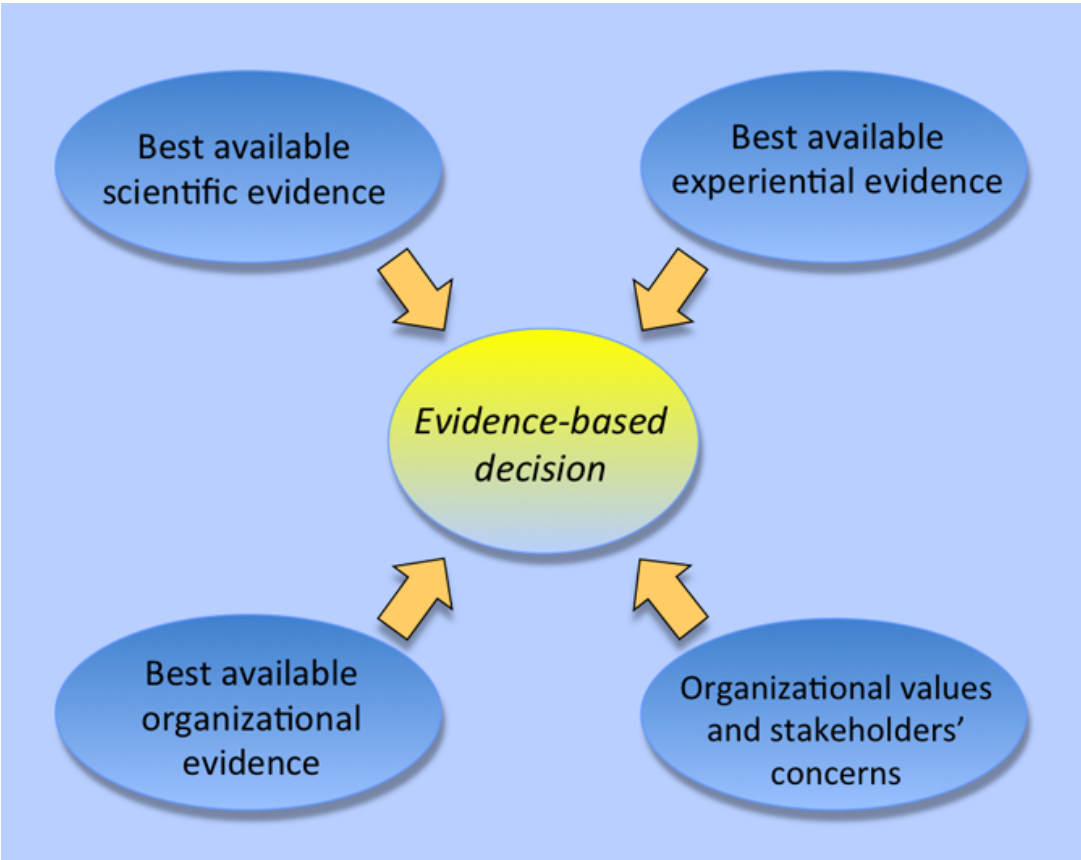 Best available
scientific evidence
Best available
experiential evidence
Evidence-based
decision
Best available
organizational
evidence
Organizational values
and stakeholders’
concerns